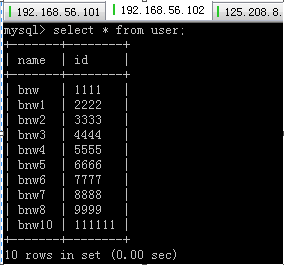 192.168.56.101 192.168.56.102 125.208.8.
mysql> select * from user;
+-------+--------+
| name | id |
+-------+--------+
| bnw | 1111 |
| bnw1 | 2222 |
| bnw2 | 3333 |
| bnw3 | 4444 |
| bnw4 | 5555 |
| bnw5 | 6666 |
| bnw6 | 7777 |
| bnw7 | 8888 |
| bnw8 | 9999 |
| bnw10 | 111111 |
+-------+--------+
10 rows in set (0.00 sec)